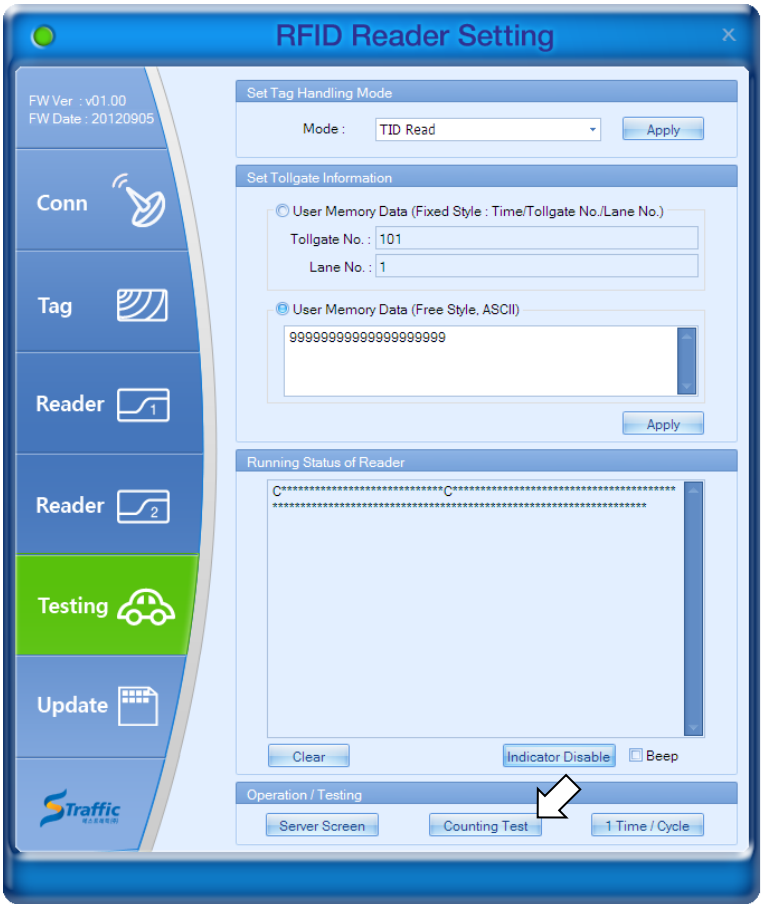 RFID Reader Setting
FW Ver : v01.00
FW Date : 20120905
Conn
Tag
Reader 1
Reader 2
Testing
Update
STraffic
Set Tag Handling Mode
Mode : TID Read Apply
Set Tollgate Information
User Memory Data (Fixed Style : Time/Tollgate No./Lane No.)
Tollgate No. : 101
Lane No. : 1
User Memory Data (Free Style, ASCII)
99999999999999999999
Apply
Running Status of Reader
C*****************************C****************************************
*******************************************************************
Clear Indicator Disable Beep
Operation / Testing
Server Screen Counting Test 1 Time / Cycle